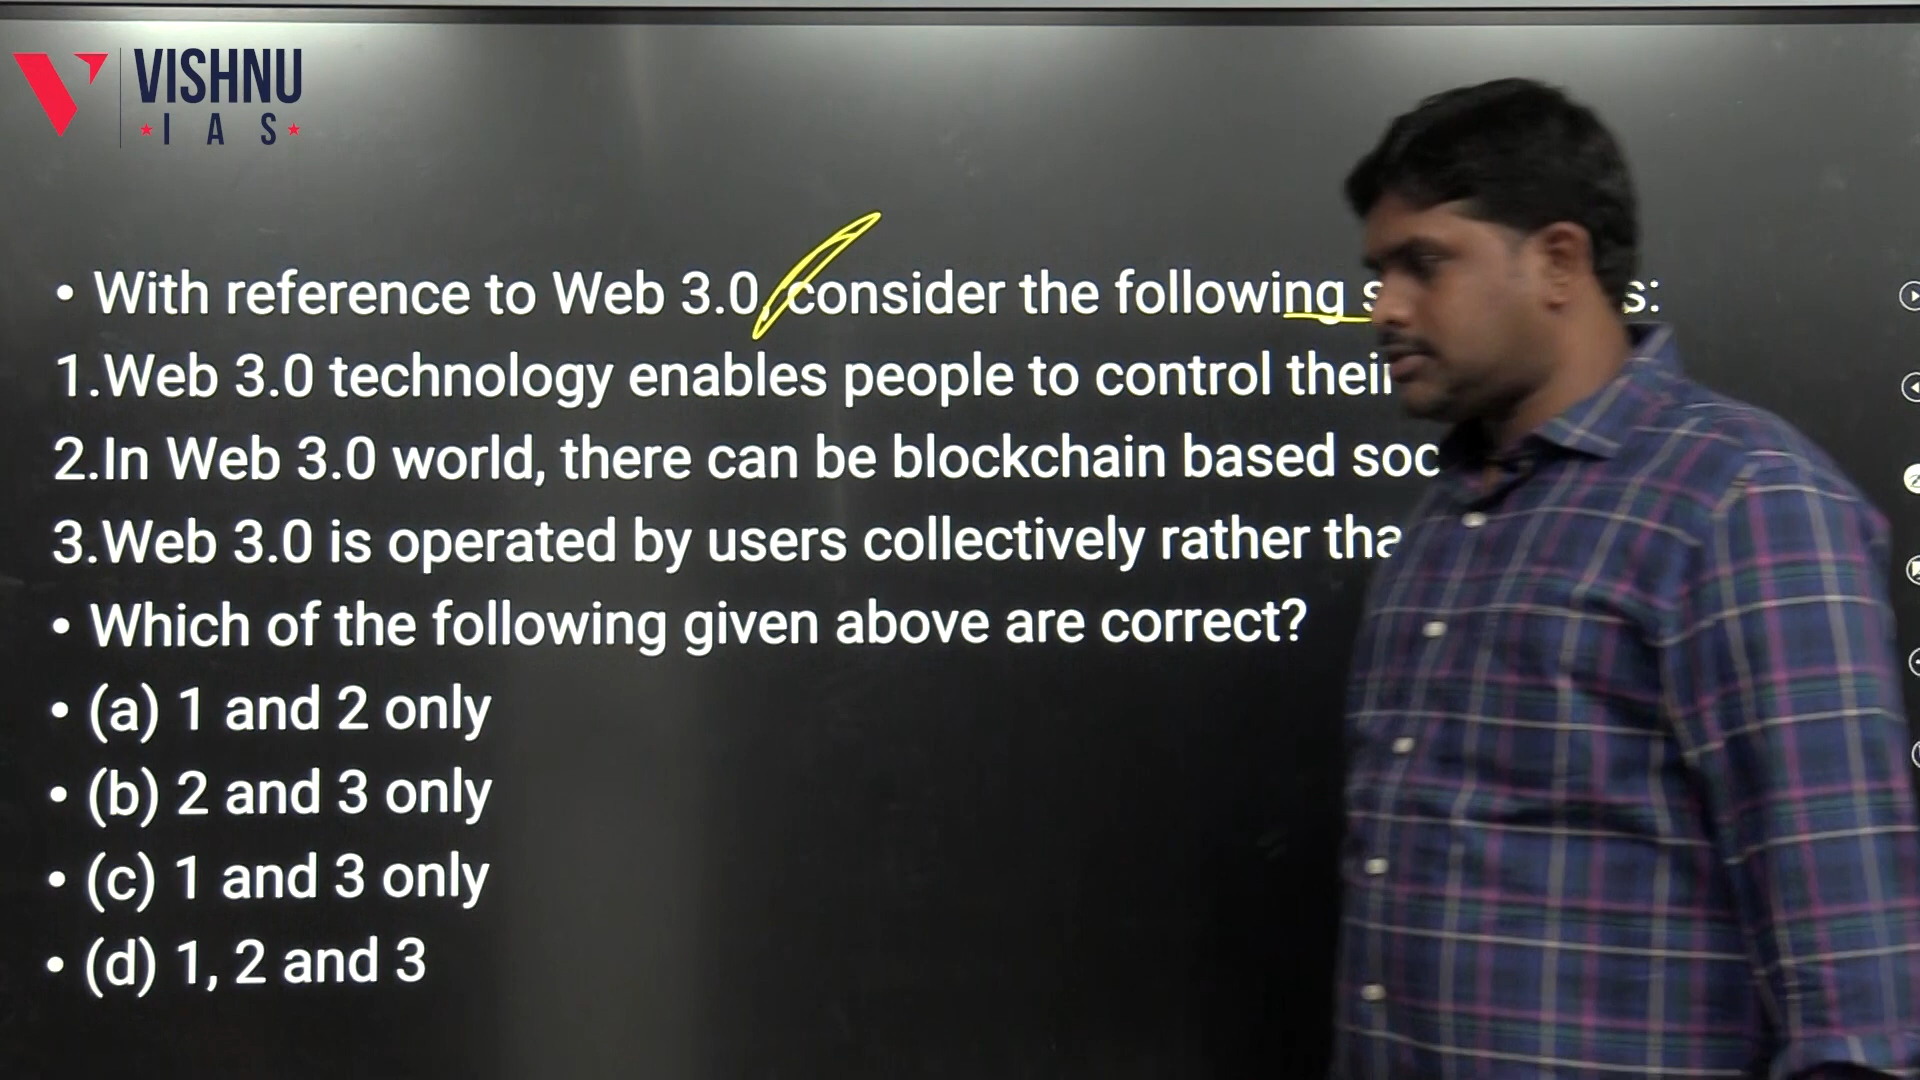 VISHNU
IAS
• With reference to Web 3.0, consider the following
1.Web 3.0 technology enables people to control their
2.In Web 3.0 world, there can be blockchain based
3.Web 3.0 is operated by users collectively rather
• Which of the following given above are correct?
• (a) 1 and 2 only
• (b) 2 and 3 only
• (c) 1 and 3 only
• (d) 1, 2 and 3